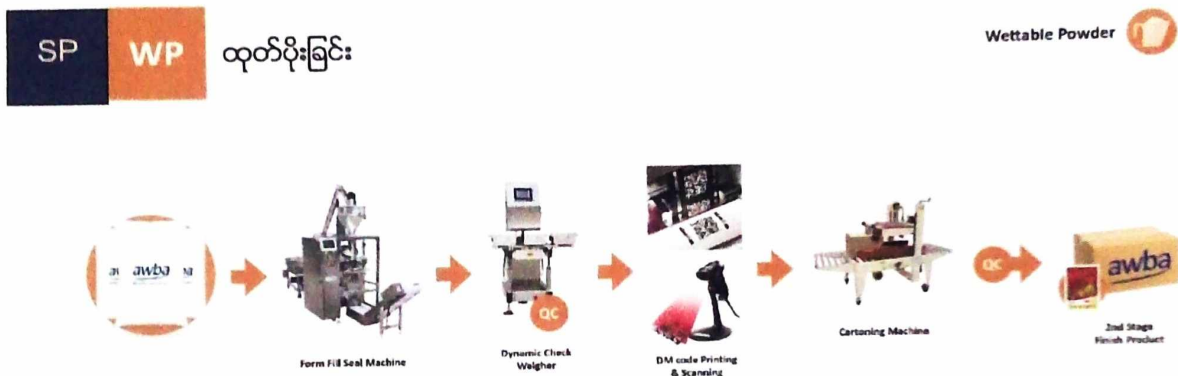 SP WP ထုတ်ပိုးခြင်း
Wettable Powder
awba
QC
QC
awba
Form Fill Seal Machine
Dynamic Check
Weigher
DM code Printing
& Scanning
Cartoning Machine
2nd Stage
Finish Product